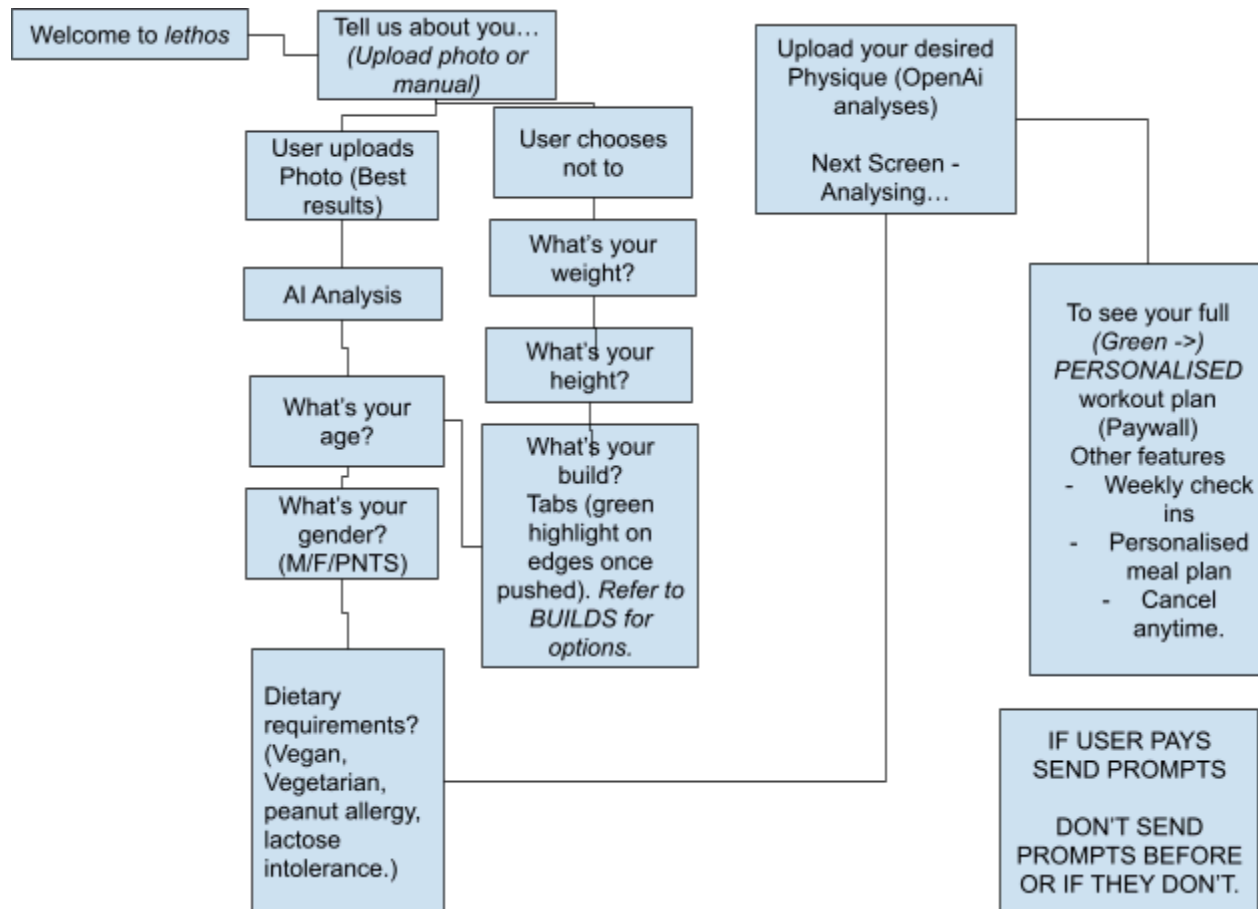 Welcome to lethos
Tell us about you…
(Upload photo or
manual)
User uploads
Photo (Best
results)
User chooses
not to
AI Analysis
What's your
weight?
What's your
height?
What's your
age?
What's your
build?
Tabs (green
highlight on
edges once
pushed). Refer to
BUILDS for
options.
What's your
gender?
(M/F/PNTS)
Dietary
requirements?
(Vegan,
Vegetarian,
peanut allergy,
lactose
intolerance.)
Upload your desired
Physique (OpenAi
analyses)
Next Screen -
Analysing…
To see your full
(Green ->)
PERSONALISED
workout plan
(Paywall)
Other features
- Weekly check
ins
- Personalised
meal plan
- Cancel
anytime.
IF USER PAYS
SEND PROMPTS
DON'T SEND
PROMPTS BEFORE
OR IF THEY DON'T.